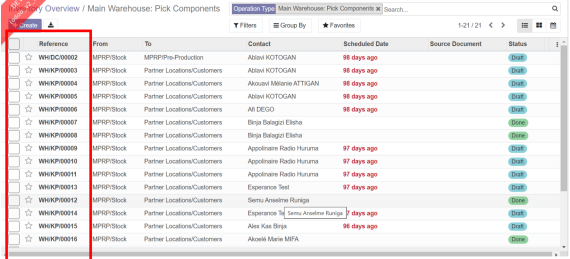 Inventory Overview / Main Warehouse: Pick Components
Operation Type Main Warehouse: Pick Components x Search...
Create Filters Group By Favorites 1-21 / 21
Reference From To Contact Scheduled Date Source Document Status
WH/DC/00002 MPRP/Stock MPRP/Pre-Production Ablavi KOTOGAN 98 days ago Draft
WH/KP/00003 MPRP/Stock Partner Locations/Customers Ablavi KOTOGAN 98 days ago Draft
WH/KP/00004 MPRP/Stock Partner Locations/Customers Akouavi Mélanie ATTIGAN 98 days ago Draft
WH/KP/00005 MPRP/Stock Partner Locations/Customers Ablavi KOTOGAN 98 days ago Draft
WH/KP/00006 MPRP/Stock Partner Locations/Customers Afi DEGO 98 days ago Draft
WH/KP/00007 MPRP/Stock Partner Locations/Customers Binja Balagizi Elisha Done
WH/KP/00008 MPRP/Stock Partner Locations/Customers Binja Balagizi Elisha Done
WH/KP/00009 MPRP/Stock Partner Locations/Customers Appolinaire Radio Huruma 97 days ago Draft
WH/KP/00010 MPRP/Stock Partner Locations/Customers Appolinaire Radio Huruma 97 days ago Draft
WH/KP/00011 MPRP/Stock Partner Locations/Customers Appolinaire Radio Huruma 97 days ago Draft
WH/KP/00013 MPRP/Stock Partner Locations/Customers Esperance Test 97 days ago Draft
WH/KP/00012 MPRP/Stock Partner Locations/Customers Semu Anselme Runiga Done
WH/KP/00014 MPRP/Stock Partner Locations/Customers Esperance Te Semu Anselme Runiga 7 days ago Draft
WH/KP/00015 MPRP/Stock Partner Locations/Customers Alex Kas Binja 96 days ago Draft
WH/KP/00016 MPRP/Stock Partner Locations/Customers Akoelé Marie MIFA Done